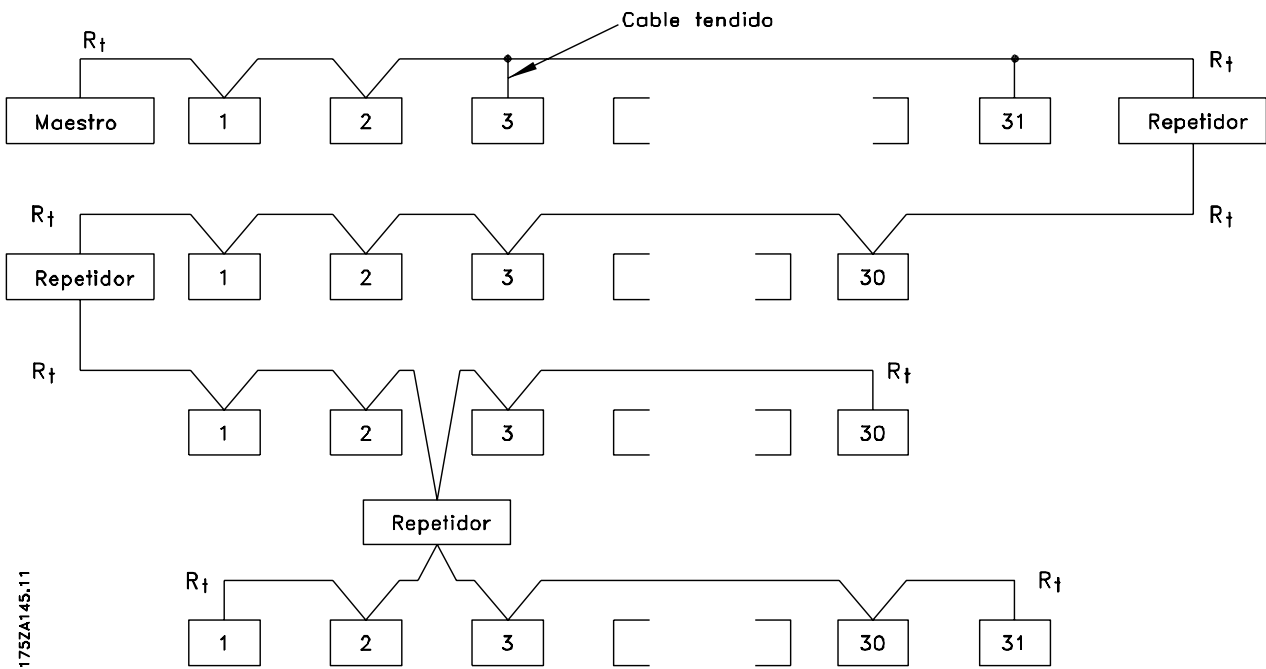 Cable tendido
Rt Rt
Maestro 1 2 3 31 Repetidor
Rt Rt
Repetidor 1 2 3 30
Rt Rt
1 2 3 30
Repetidor
Rt Rt
1 2 3 30 31
175ZA145.11